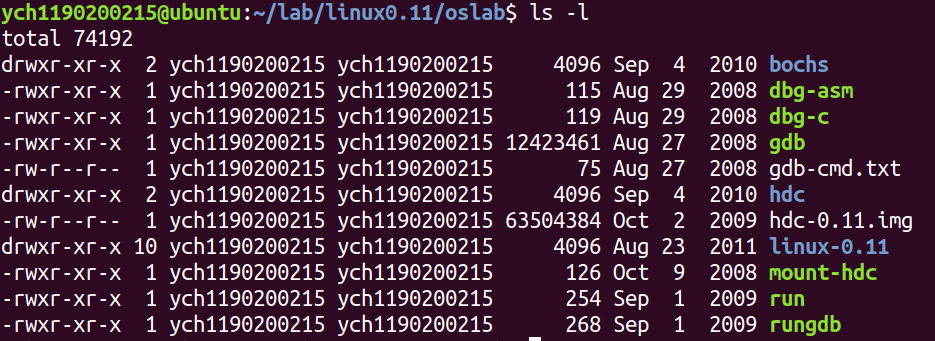 ych1190200215@ubuntu:~/lab/linux0.11/oslab$ ls -l
total 74192
drwxr-xr-x  2 ych1190200215 ych1190200215     4096 Sep  4  2010 bochs
-rwxr-xr-x  1 ych1190200215 ych1190200215      115 Aug 29  2008 dbg-asm
-rwxr-xr-x  1 ych1190200215 ych1190200215      119 Aug 29  2008 dbg-c
-rwxr-xr-x  1 ych1190200215 ych1190200215 12423461 Aug 27  2008 gdb
-rw-r--r--  1 ych1190200215 ych1190200215       75 Aug 27  2008 gdb-cmd.txt
drwxr-xr-x  2 ych1190200215 ych1190200215     4096 Sep  4  2010 hdc
-rw-r--r--  1 ych1190200215 ych1190200215 63504384 Oct  2  2009 hdc-0.11.img
drwxr-xr-x 10 ych1190200215 ych1190200215     4096 Aug 23  2011 linux-0.11
-rwxr-xr-x  1 ych1190200215 ych1190200215      126 Oct  9  2008 mount-hdc
-rwxr-xr-x  1 ych1190200215 ych1190200215      254 Sep  1  2009 run
-rwxr-xr-x  1 ych1190200215 ych1190200215      268 Sep  1  2009 rungdb